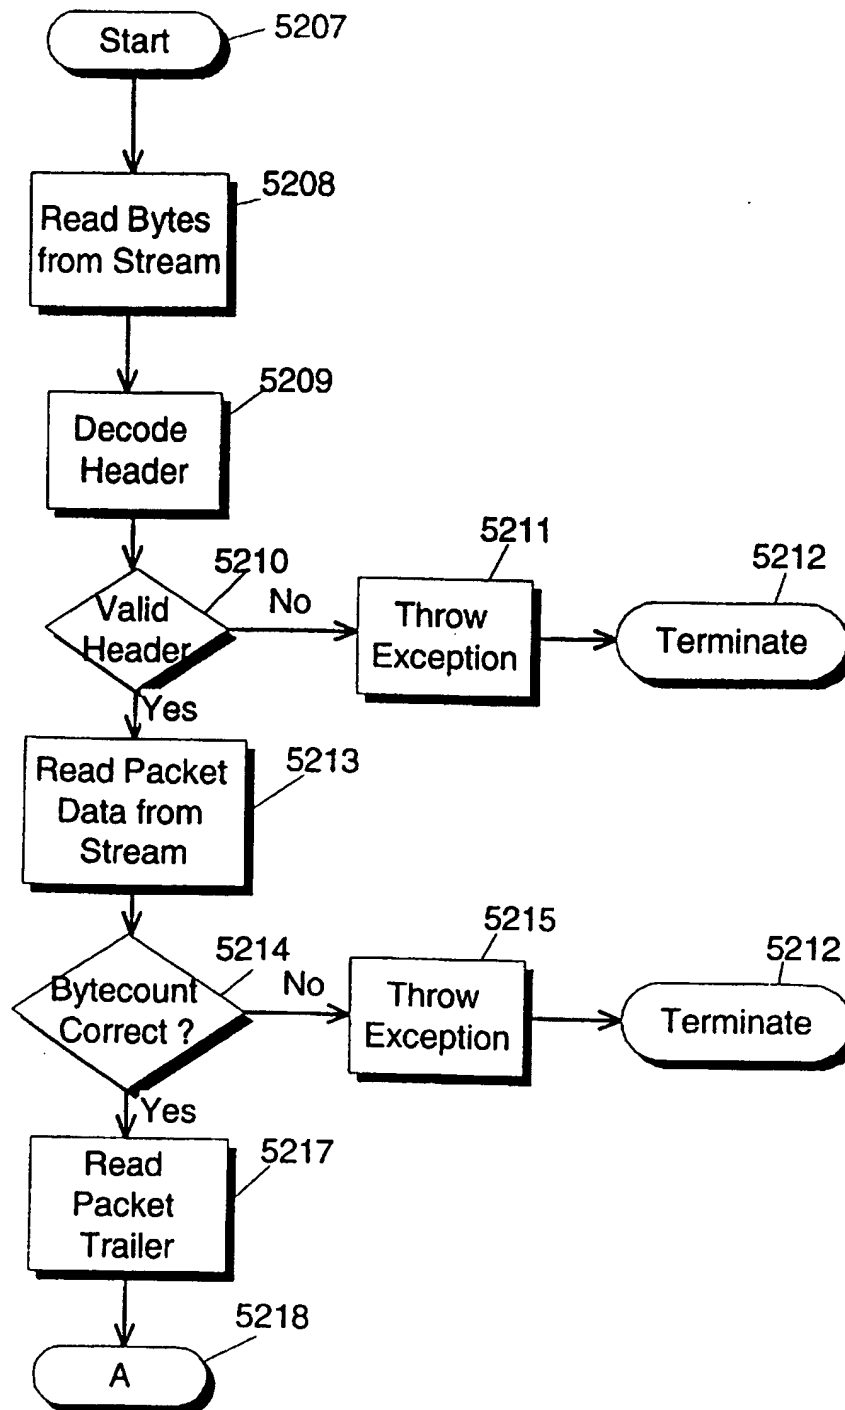 Start
5207
5208
Read Bytes
from Stream
5209
Decode
Header
5210
Valid
Header
No
5211
Throw
Exception
5212
Terminate
Yes
5213
Read Packet
Data from
Stream
5214
Bytecount
Correct ?
No
5215
Throw
Exception
5212
Terminate
Yes
5217
Read
Packet
Trailer
5218
A